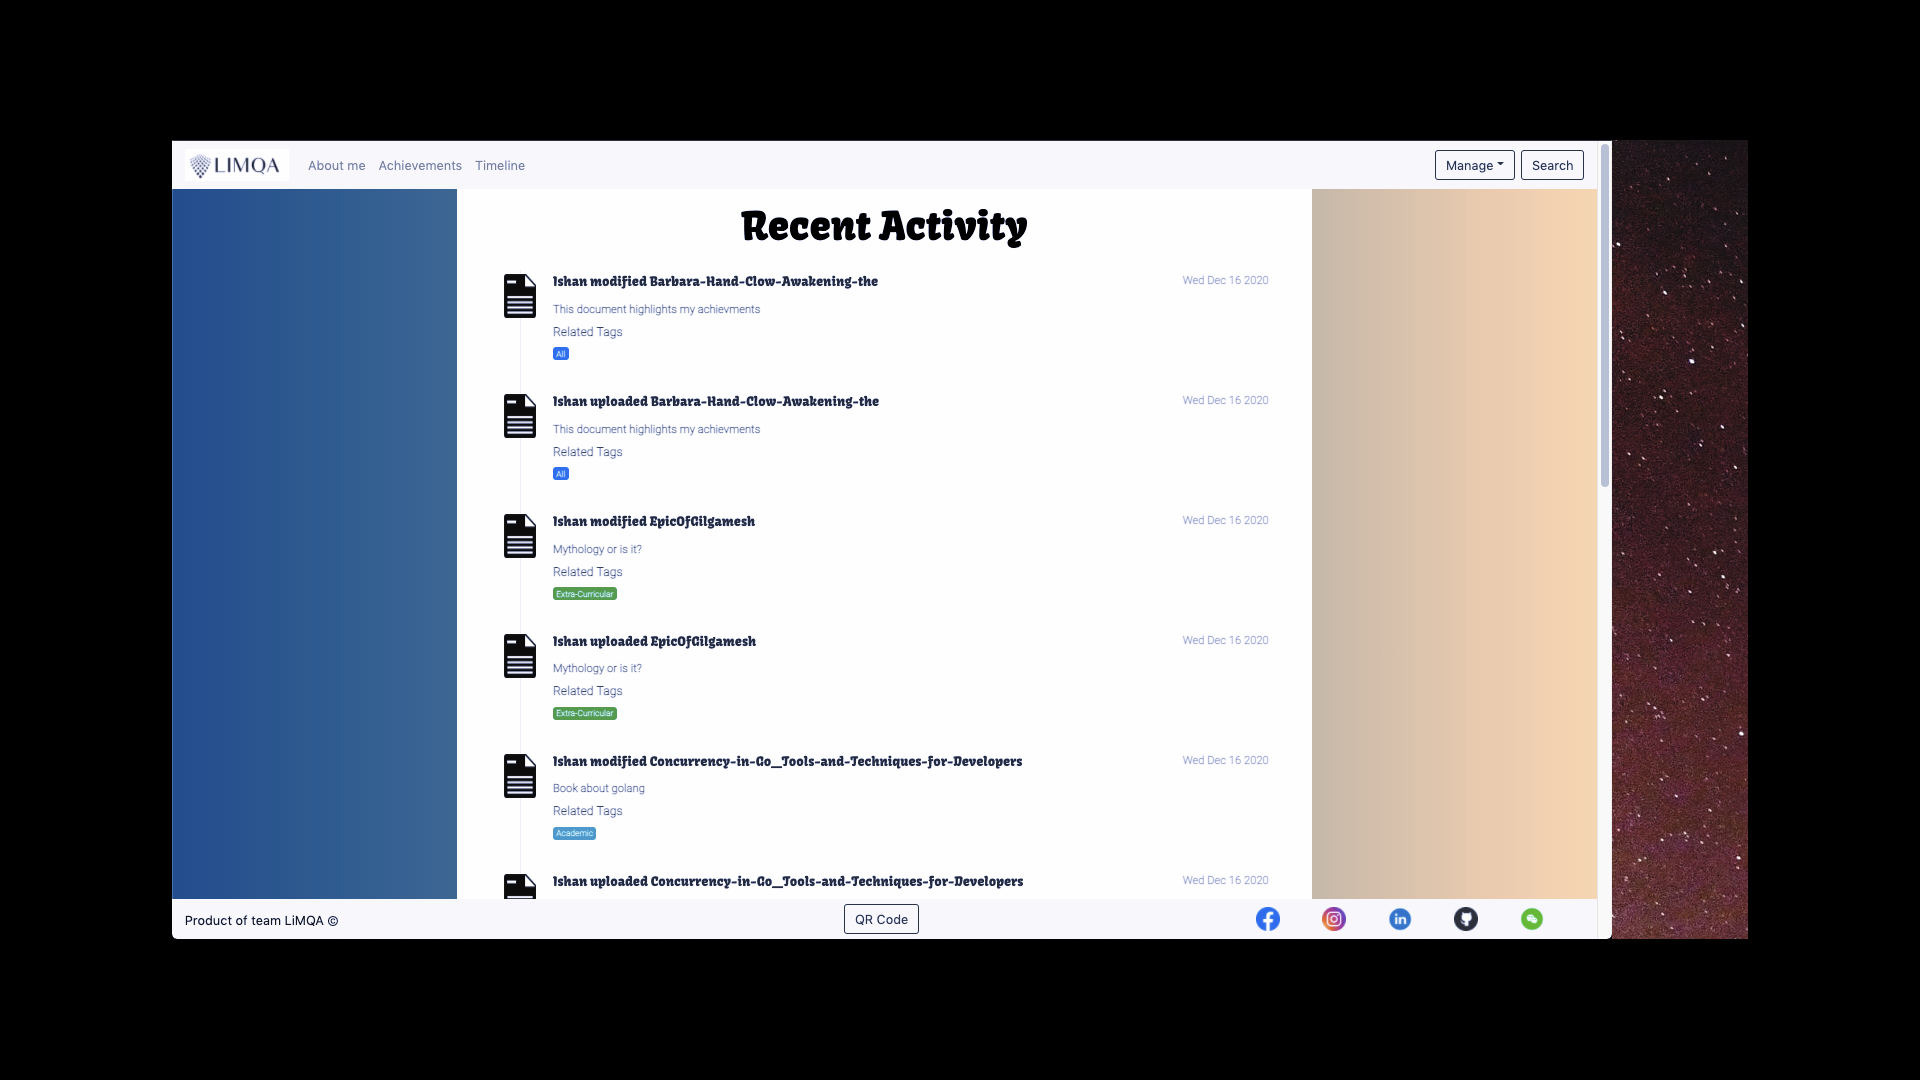 LIMQA
About me Achievements Timeline
Manage Search
Recent Activity
Ishan modified Barbara-Hand-Clow-Awakening-the Wed Dec 16 2020
This document highlights my achievments
Related Tags
All
Ishan uploaded Barbara-Hand-Clow-Awakening-the Wed Dec 16 2020
This document highlights my achievments
Related Tags
All
Ishan modified EpicOfGilgamesh Wed Dec 16 2020
Mythology or is it?
Related Tags
Extra-Curricular
Ishan uploaded EpicOfGilgamesh Wed Dec 16 2020
Mythology or is it?
Related Tags
Extra-Curricular
Ishan modified Concurrency-in-Go_Tools-and-Techniques-for-Developers Wed Dec 16 2020
Book about golang
Related Tags
Academic
Ishan uploaded Concurrency-in-Go_Tools-and-Techniques-for-Developers Wed Dec 16 2020
Product of team LiMQA ©
QR Code
in